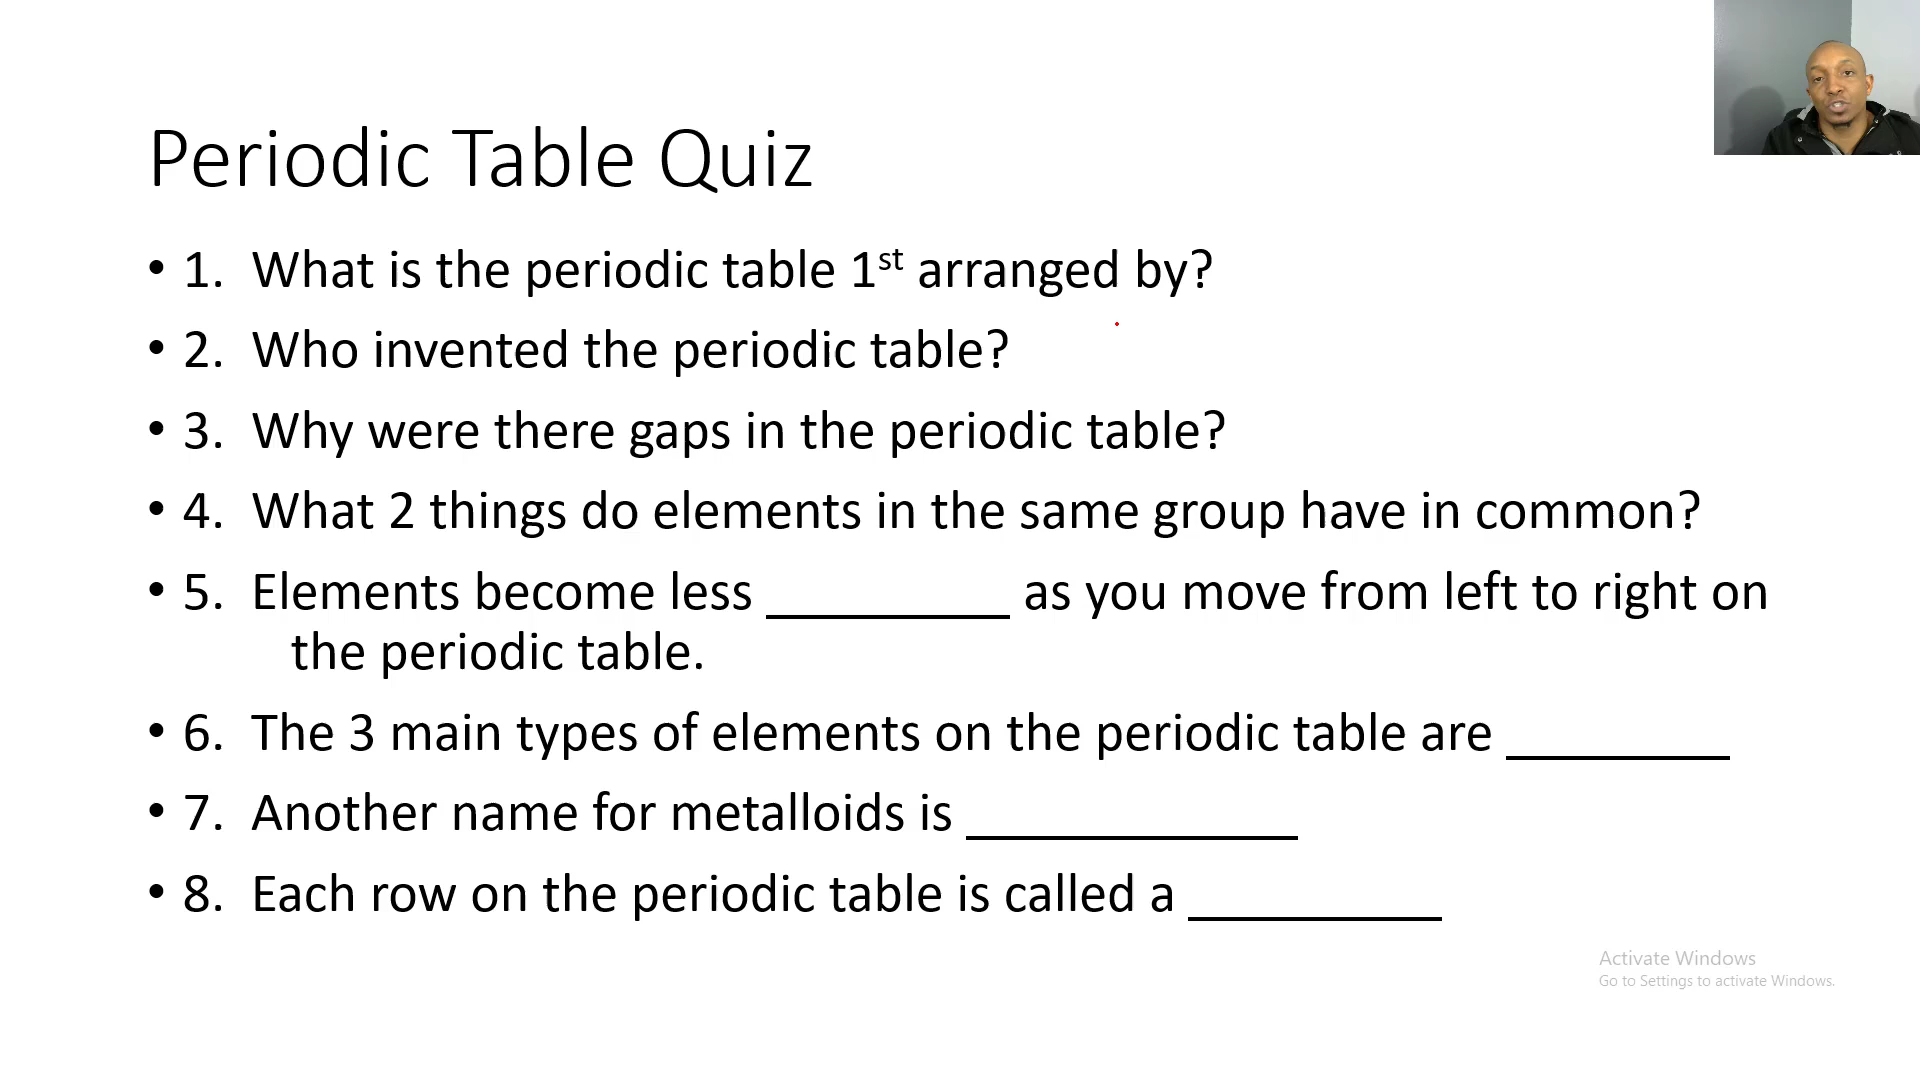 Periodic Table Quiz
• 1. What is the periodic table 1st arranged by?
• 2. Who invented the periodic table?
• 3. Why were there gaps in the periodic table?
• 4. What 2 things do elements in the same group have in common?
• 5. Elements become less _________ as you move from left to right on
the periodic table.
• 6. The 3 main types of elements on the periodic table are ________
• 7. Another name for metalloids is ____________
• 8. Each row on the periodic table is called a _________
Activate Windows
Go to Settings to activate Windows.